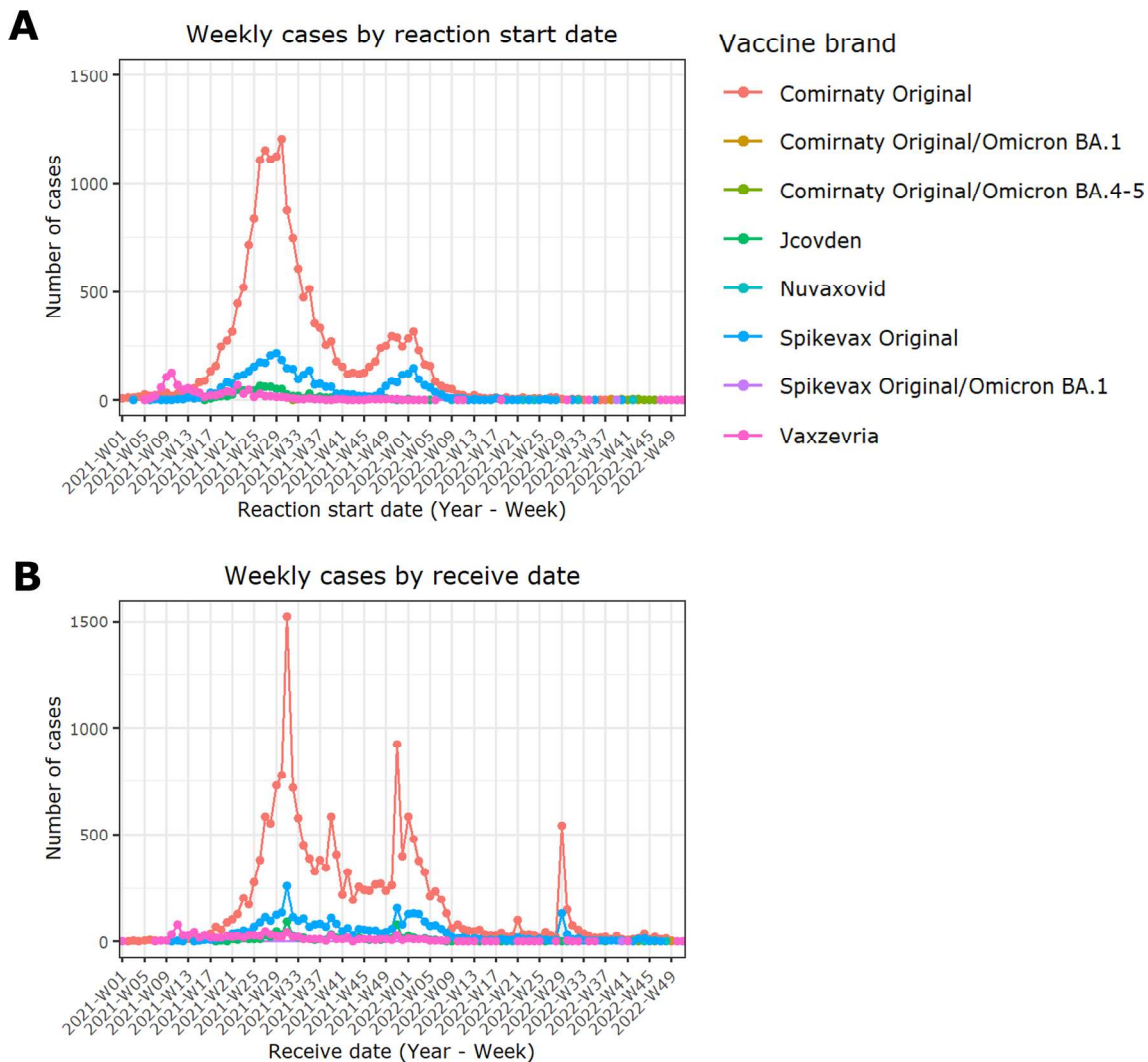 A
Weekly cases by reaction start date
Number of cases
1500
1000
500
0
2021-W01
2021-W05
2021-W09
2021-W13
2021-W17
2021-W21
2021-W25
2021-W29
2021-W33
2021-W37
2021-W41
2021-W45
2021-W49
2022-W01
2022-W05
2022-W09
2022-W13
2022-W17
2022-W21
2022-W25
2022-W29
2022-W33
2022-W37
2022-W41
2022-W45
2022-W49
Reaction start date (Year - Week)
Vaccine brand
Comirnaty Original
Comirnaty Original/Omicron BA.1
Comirnaty Original/Omicron BA.4-5
Jcovden
Nuvaxovid
Spikevax Original
Spikevax Original/Omicron BA.1
Vaxzevria
B
Weekly cases by receive date
Number of cases
1500
1000
500
0
2021-W01
2021-W05
2021-W09
2021-W13
2021-W17
2021-W21
2021-W25
2021-W29
2021-W33
2021-W37
2021-W41
2021-W45
2021-W49
2022-W01
2022-W05
2022-W09
2022-W13
2022-W17
2022-W21
2022-W25
2022-W29
2022-W33
2022-W37
2022-W41
2022-W45
2022-W49
Receive date (Year - Week)